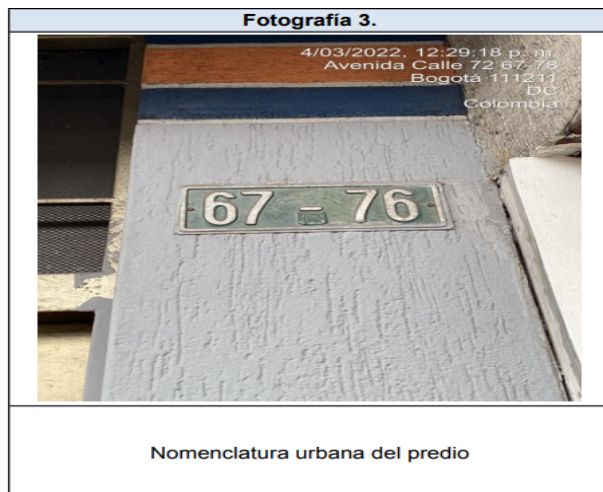 Fotografía 3.
4/03/2022, 12:29:18 p. m.
Avenida Calle 72 67-78
Bogotá 111211
DC
Colombia
67 - 76
Nomenclatura urbana del predio